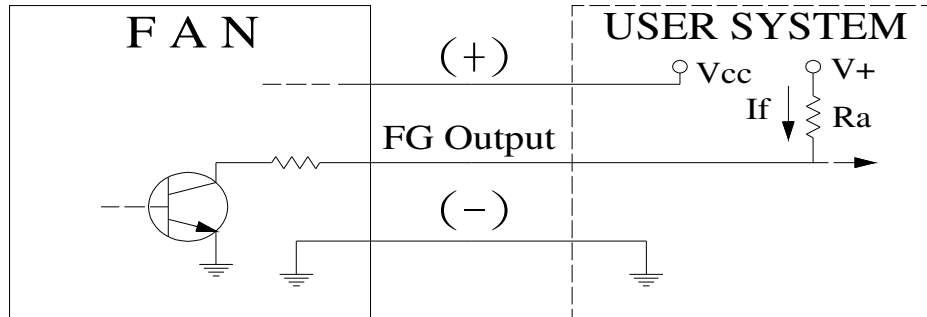 F A N
USER SYSTEM
(+)
Vcc
V+
If
Ra
FG Output
(-)